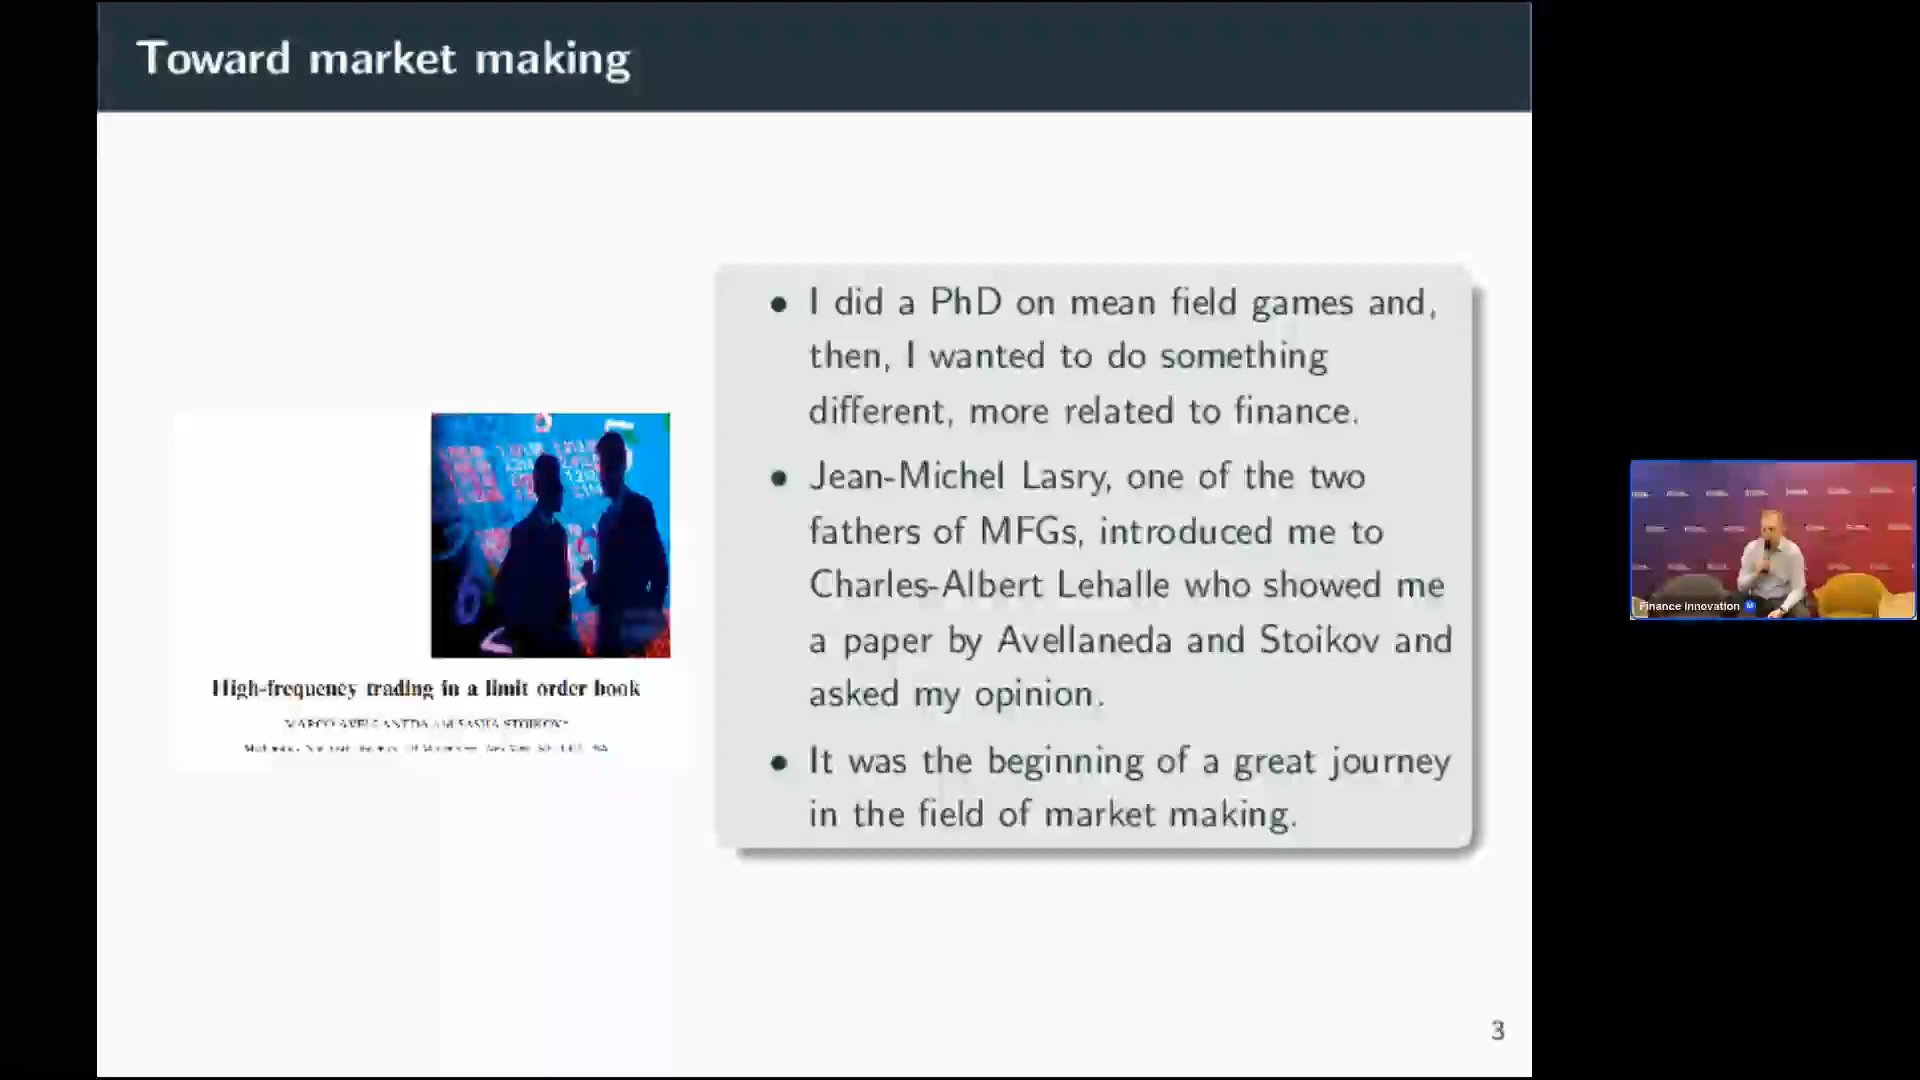 Toward market making
• I did a PhD on mean field games and,
then, I wanted to do something
different, more related to finance.
• Jean-Michel Lasry, one of the two
fathers of MFGs, introduced me to
Charles-Albert Lehalle who showed me
a paper by Avellaneda and Stoikov and
asked my opinion.
• It was the beginning of a great journey
in the field of market making.
High-frequency trading in a limit order book
3
Finance Innovation